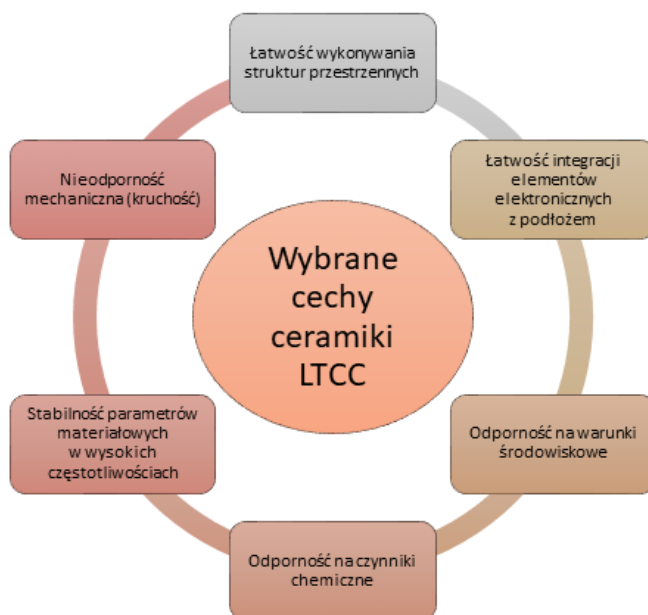 Łatwość wykonywania
struktur przestrzennych
Łatwość integracji
elementów
elektronicznych
z podłożem
Odporność na warunki
środowiskowe
Odporność na czynniki
chemiczne
Stabilność parametrów
materiałowych
w wysokich
częstotliwościach
Nieodporność
mechaniczna (kruchość)
Wybrane
cechy
ceramiki
LTCC